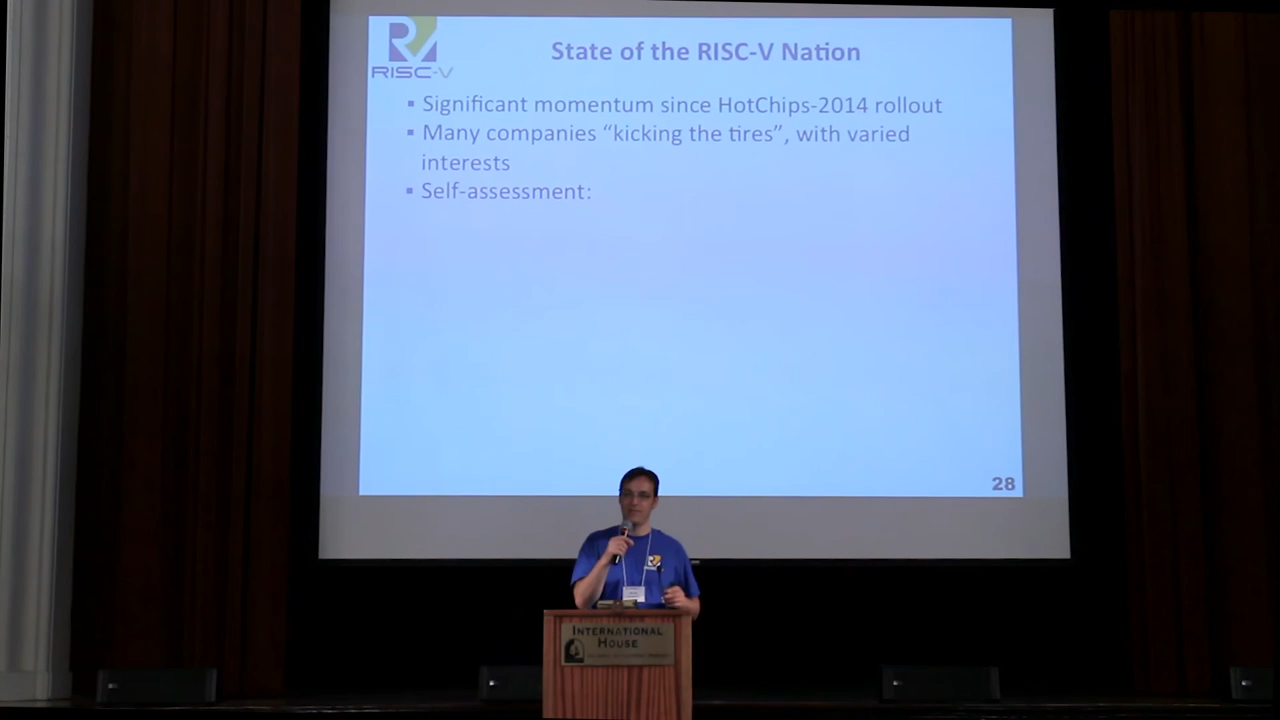 RISC-V
State of the RISC-V Nation
▪ Significant momentum since HotChips-2014 rollout
▪ Many companies “kicking the tires”, with varied
interests
▪ Self-assessment:
28
INTERNATIONAL
HOUSE